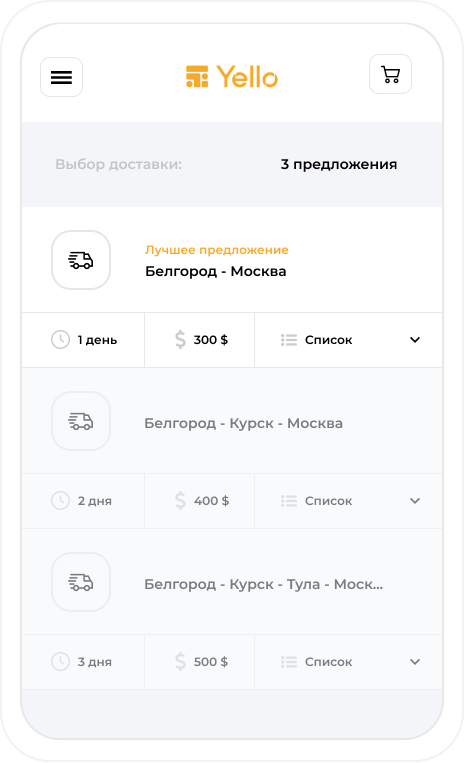 Yello
Выбор доставки: 3 предложения
Лучшее предложение
Белгород - Москва
1 день 300 $ Список
Белгород - Курск - Москва
2 дня 400 $ Список
Белгород - Курск - Тула - Моск...
3 дня 500 $ Список